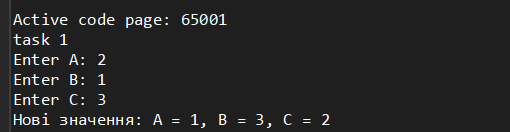 Active code page: 65001
task 1
Enter A: 2
Enter B: 1
Enter C: 3
Нові значення: A = 1, B = 3, C = 2